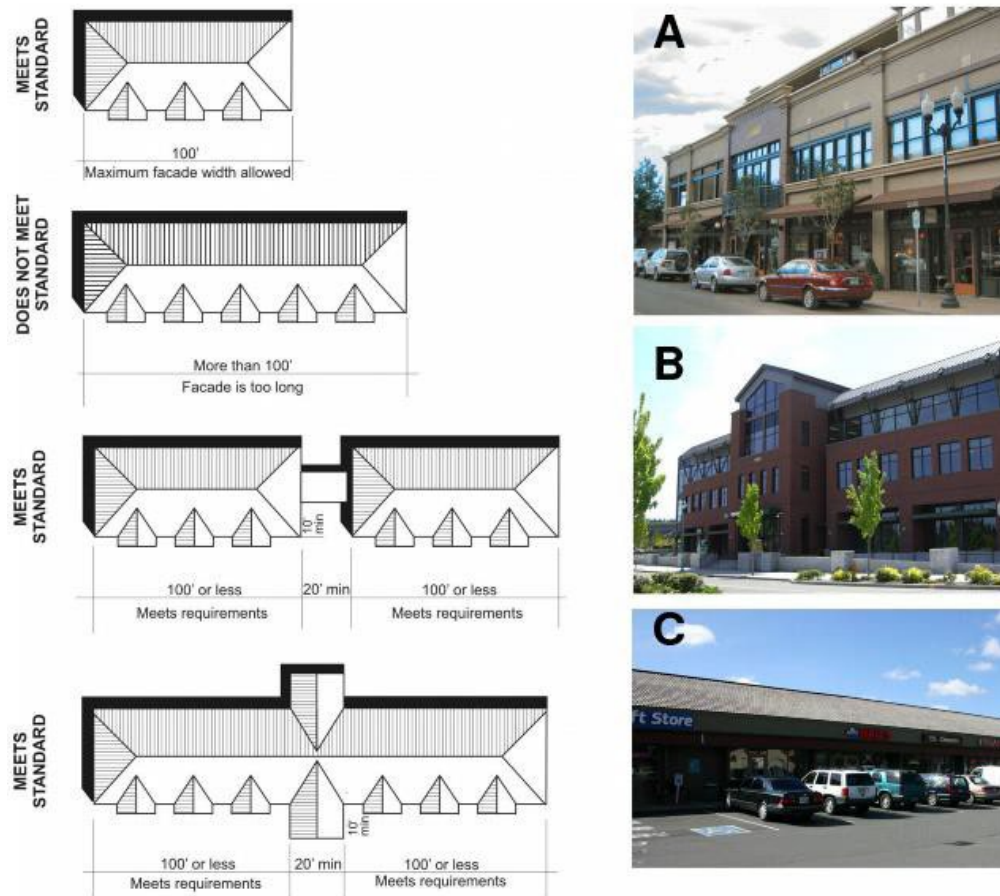 MEETS
STANDARD
100'
Maximum facade width allowed
DOES NOT MEET
STANDARD
More than 100'
Facade is too long
MEETS
STANDARD
10'
min
100' or less
20' min
100' or less
Meets requirements
Meets requirements
MEETS
STANDARD
10'
min
100' or less
20' min
100' or less
Meets requirements
Meets requirements
A
B
C
ft Store